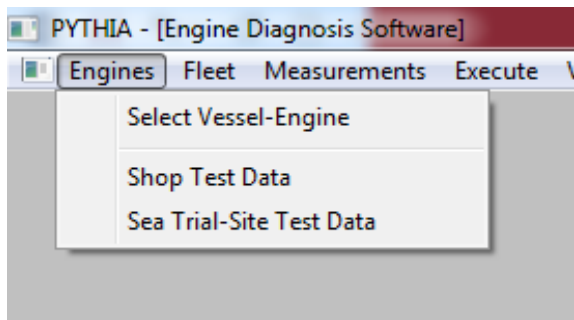 PYTHIA - [Engine Diagnosis Software]
Engines Fleet Measurements Execute
Select Vessel-Engine
Shop Test Data
Sea Trial-Site Test Data